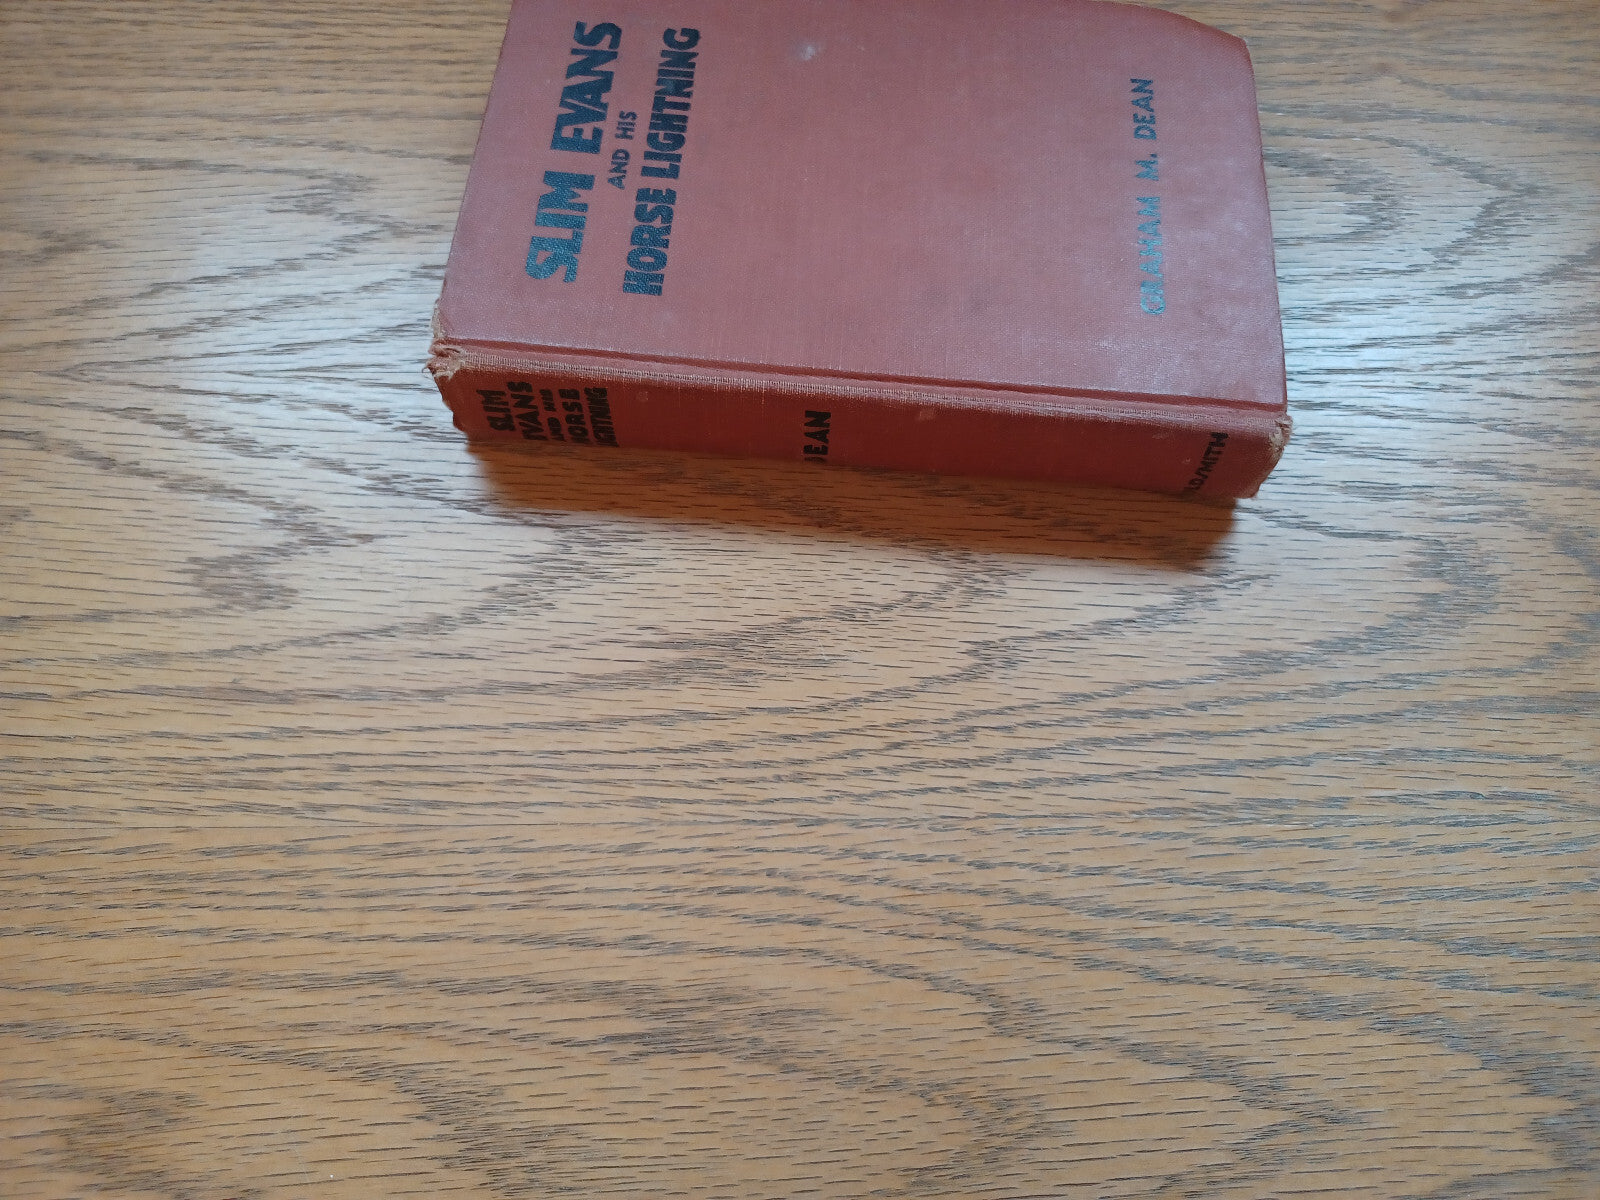 SLIM EVANS
AND HIS
HORSE LIGHTNING
GRAHAM M. DEAN
SLIM
EVANS
AND HIS
HORSE
LIGHTNING
DEAN